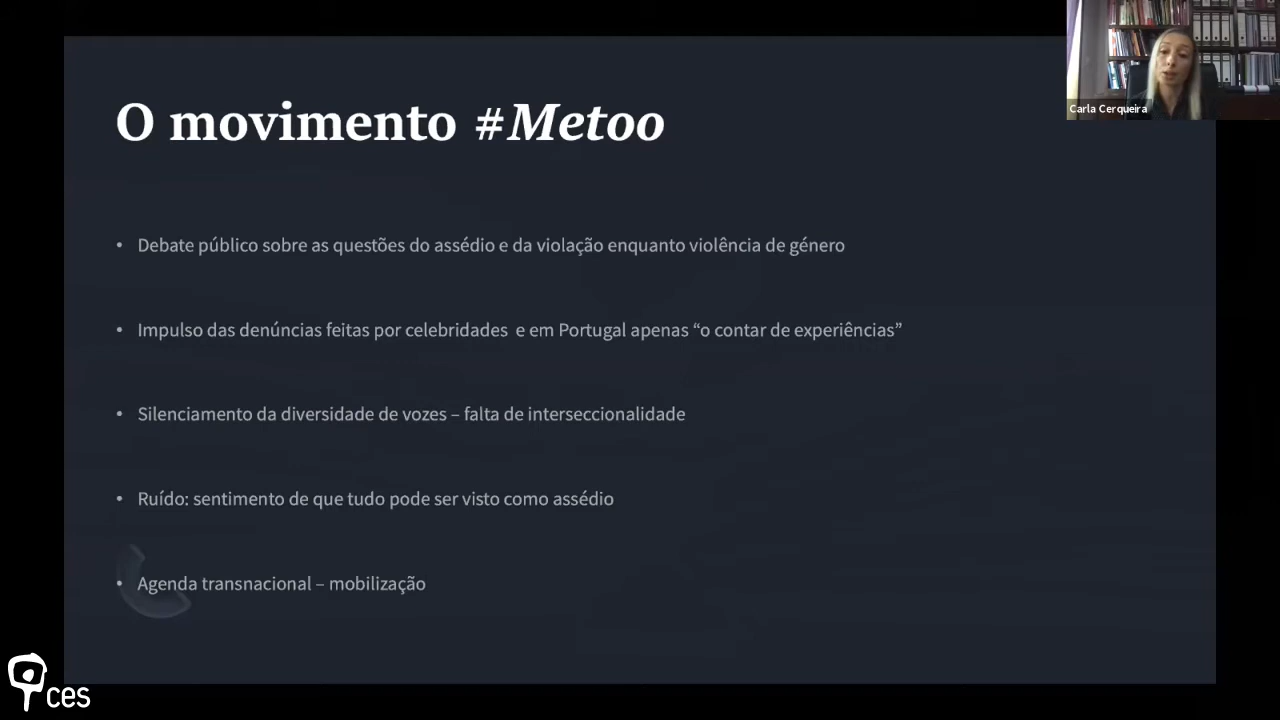 O movimento #Metoo
Carla Cerqueira
• Debate público sobre as questões do assédio e da violação enquanto violência de género
• Impulso das denúncias feitas por celebridades e em Portugal apenas “o contar de experiências”
• Silenciamento da diversidade de vozes – falta de interseccionalidade
• Ruído: sentimento de que tudo pode ser visto como assédio
• Agenda transnacional – mobilização
ces